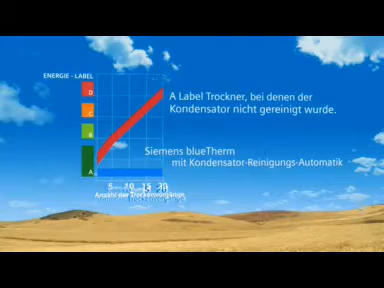 ENERGIE - LABEL
D
C
B
A
A Label Trockner, bei denen der
Kondensator nicht gereinigt wurde.
Siemens blueTherm
mit Kondensator-Reinigungs-Automatik
5 10 15 20
Anzahl der Trockenvorgänge